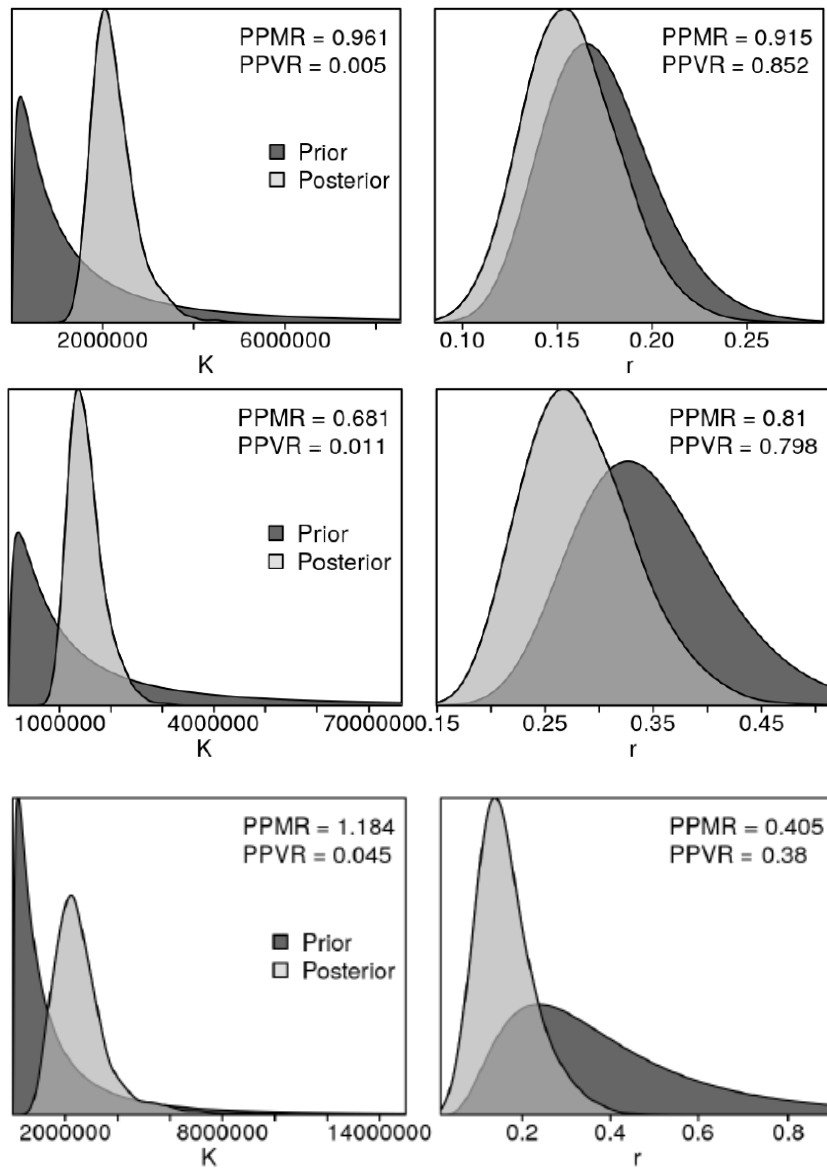 PPMR = 0.961
PPVR = 0.005
Prior
Posterior
2000000 6000000
K
PPMR = 0.915
PPVR = 0.852
0.10 0.15 0.20 0.25
r
PPMR = 0.681
PPVR = 0.011
Prior
Posterior
1000000 4000000 7000000
K
PPMR = 0.81
PPVR = 0.798
0.15 0.25 0.35 0.45
r
PPMR = 1.184
PPVR = 0.045
Prior
Posterior
2000000 8000000 14000000
K
PPMR = 0.405
PPVR = 0.38
0.2 0.4 0.6 0.8
r